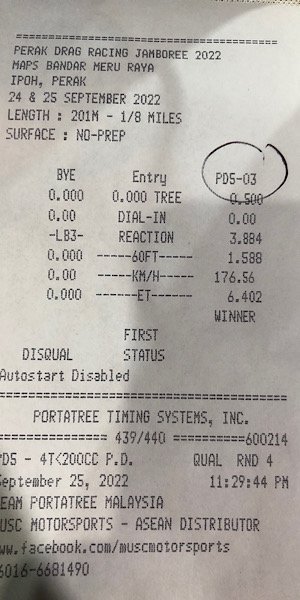 PERAK DRAG RACING JAMBOREE 2022
MAPS BANDAR MERU RAYA
IPOH, PERAK
24 & 25 SEPTEMBER 2022
LENGTH : 201M - 1/8 MILES
SURFACE : NO-PREP
BYE Entry PD5-03
0.000 0.000 TREE 0.500
0.00 DIAL-IN 0.00
-LB3- REACTION 3.884
0.000 ------60FT----- 1.588
0.00 ------KM/H----- 176.56
0.000 -------ET------ 6.402
WINNER
FIRST
DISQUAL STATUS
Autostart Disabled
PORTATREE TIMING SYSTEMS, INC.
=============== 439/440 ==========600214
PD5 - 4T<200CC P.D. QUAL RND 4
September 25, 2022 11:29:44 PM
TEAM PORTATREE MALAYSIA
MUSC MOTORSPORTS - ASEAN DISTRIBUTOR
www.facebook.com/muscmotorsports
6016-6681490